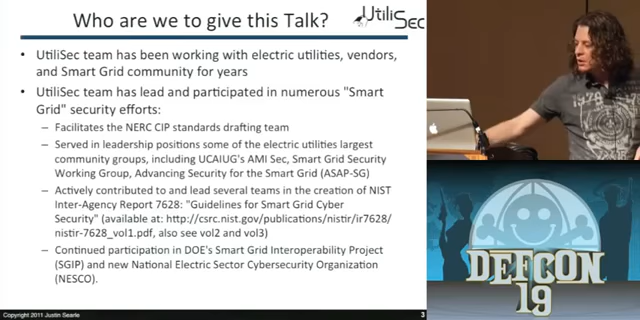 Who are we to give this Talk?
UtiliSec
• UtiliSec team has been working with electric utilities, vendors,
and Smart Grid community for years
• UtiliSec team has lead and participated in numerous "Smart
Grid" security efforts:
– Facilitates the NERC CIP standards drafting team
– Served in leadership positions some of the electric utilities largest
community groups, including UCAIUG's AMI Sec, Smart Grid Security
Working Group, Advancing Security for the Smart Grid (ASAP-SG)
– Actively contributed to and lead several teams in the creation of NIST
Inter-Agency Report 7628: "Guidelines for Smart Grid Cyber
Security" (available at: http://csrc.nist.gov/publications/nistir/ir7628/
nistir-7628_vol1.pdf, also see vol2 and vol3)
– Continued participation in DOE's Smart Grid Interoperability Project
(SGIP) and new National Electric Sector Cybersecurity Organization
(NESCO).
Copyright 2011 Justin Searle
3
1978
DEFCON
19